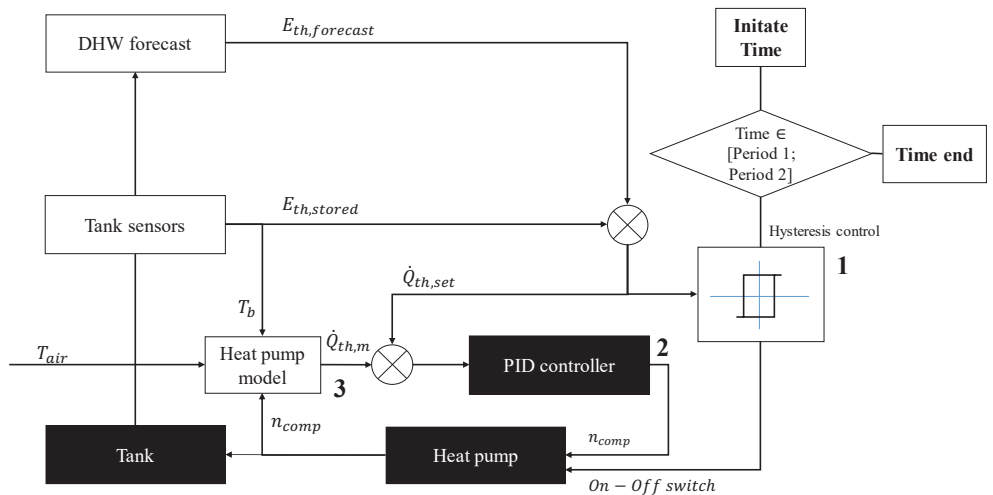 DHW forecast
E_{th,forecast}
Initate
Time
Time ∈
[Period 1;
Period 2]
Time end
Tank sensors
E_{th,stored}
Hysteresis control
1
Q̇_{th,set}
T_b
T_{air}
Heat pump
model
Q̇_{th,m}
3
PID controller
2
n_{comp}
n_{comp}
Tank
Heat pump
On − Off switch